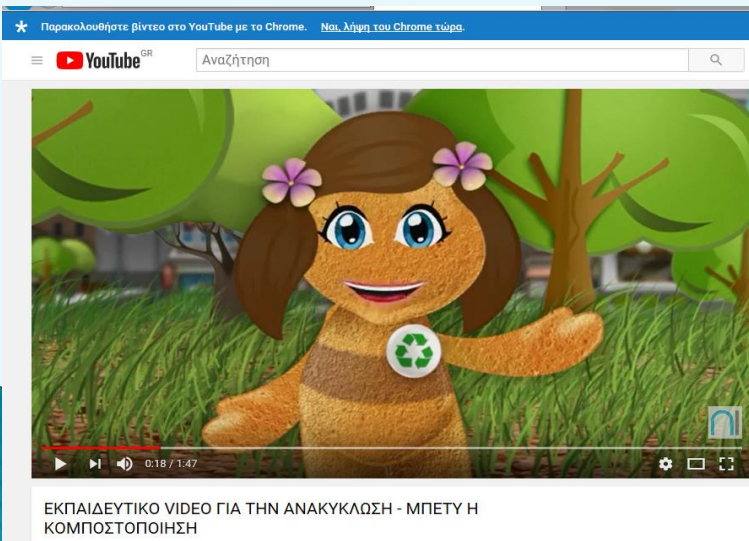 Παρακολουθήστε βίντεο στο YouTube με το Chrome. Ναι, λήψη του Chrome τώρα.
YouTube GR
Αναζήτηση
0:18 / 1:47
ΕΚΠΑΙΔΕΥΤΙΚΟ VIDEO ΓΙΑ ΤΗΝ ΑΝΑΚΥΚΛΩΣΗ - ΜΠΕΤΥ Η
ΚΟΜΠΟΣΤΟΠΟΙΗΣΗ